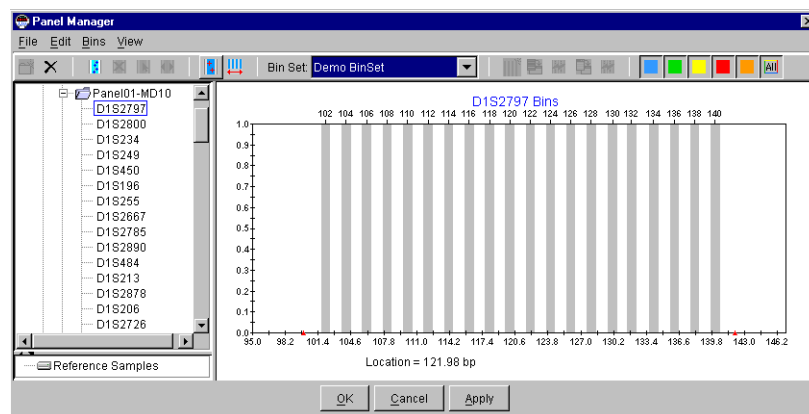 Panel Manager
File Edit Bins View
Bin Set: Demo BinSet
All
Panel01-MD10
D1S2797
D1S2800
D1S234
D1S249
D1S450
D1S196
D1S255
D1S2667
D1S2785
D1S2890
D1S484
D1S213
D1S2878
D1S206
D1S2726
Reference Samples
D1S2797 Bins
102 104 106 108 110 112 114 116 118 120 122 124 126 128 130 132 134 136 138 140
1.0
0.9
0.8
0.7
0.6
0.5
0.4
0.3
0.2
0.1
0.0
95.0 98.2 101.4 104.6 107.8 111.0 114.2 117.4 120.6 123.8 127.0 130.2 133.4 136.6 139.8 143.0 146.2
Location = 121.98 bp
OK Cancel Apply